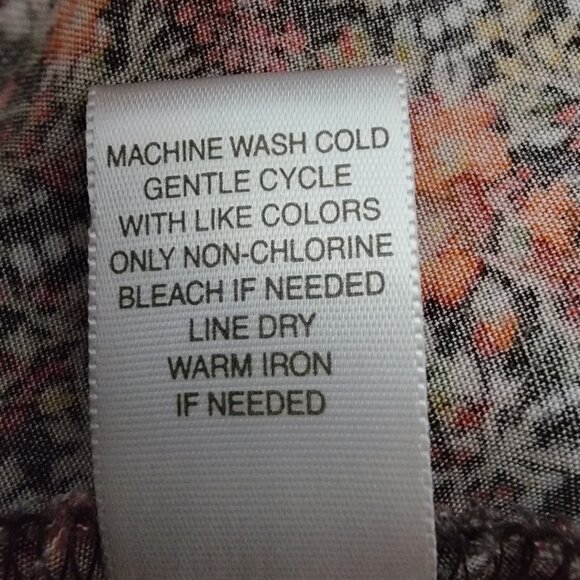 MACHINE WASH COLD
GENTLE CYCLE
WITH LIKE COLORS
ONLY NON-CHLORINE
BLEACH IF NEEDED
LINE DRY
WARM IRON
IF NEEDED